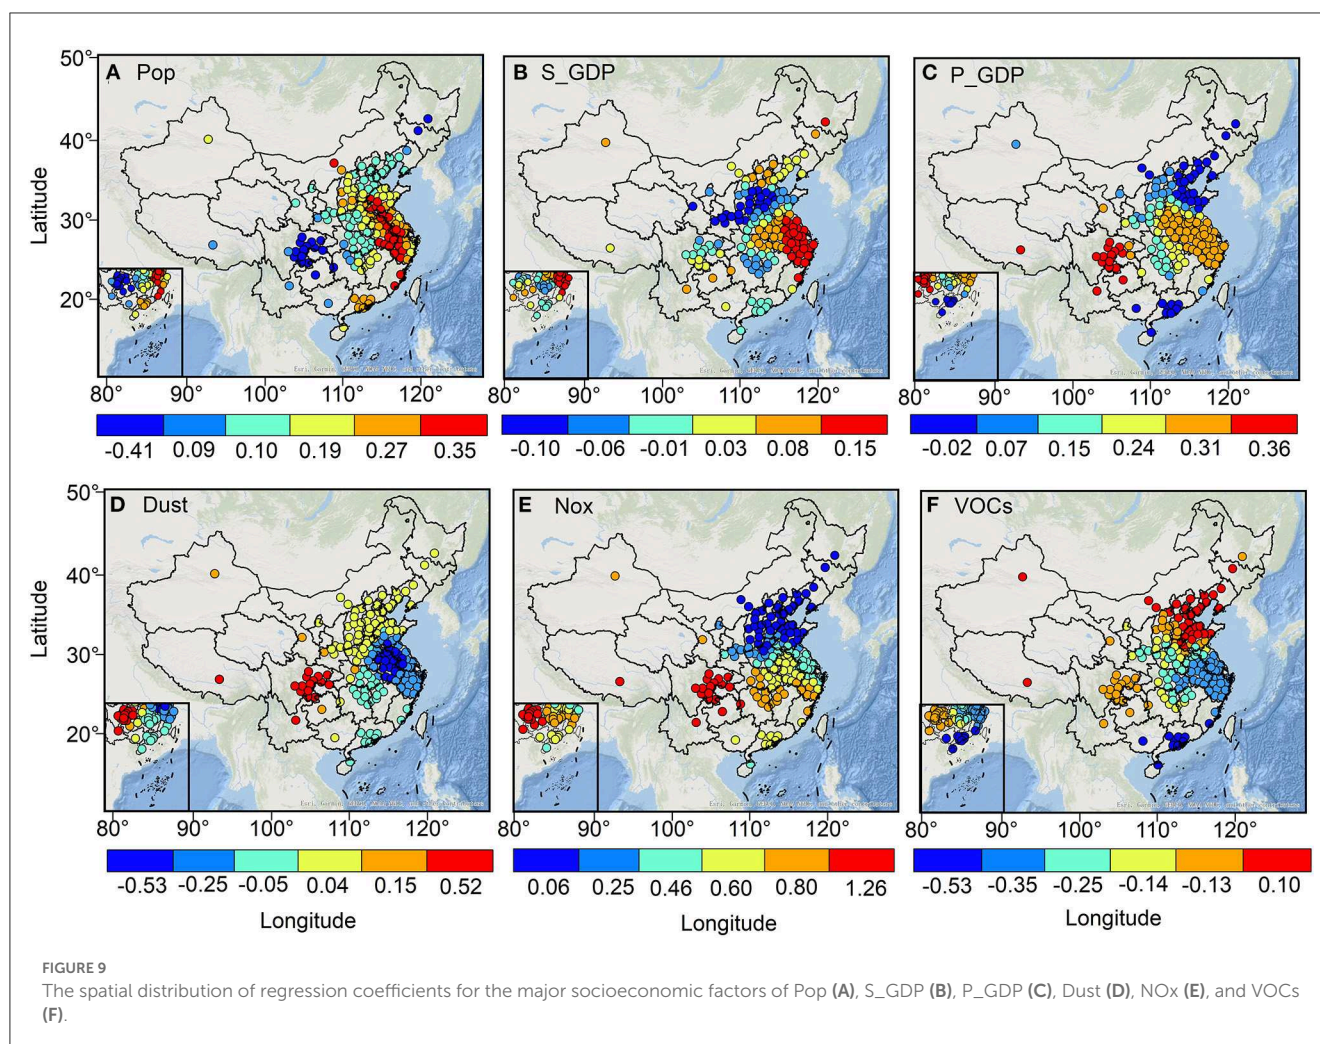 A Pop
B S_GDP
C P_GDP
50°
40°
30°
20°
Latitude
80° 90° 100° 110° 120°
80° 90° 100 110 120
80° 90° 100 110 120
-0.41 0.09 0.10 0.19 0.27 0.35
-0.10 -0.06 -0.01 0.03 0.08 0.15
-0.02 0.07 0.15 0.24 0.31 0.36
D Dust
E Nox
F VOCs
50°
40°
30°
20°
Latitude
80° 90° 100 110 120
80° 90° 100 110 120
80° 90° 100 110 120
-0.53 -0.25 -0.05 0.04 0.15 0.52
0.06 0.25 0.46 0.60 0.80 1.26
-0.53 -0.35 -0.25 -0.14 -0.13 0.10
Longitude
Longitude
Longitude
FIGURE 9
The spatial distribution of regression coefficients for the major socioeconomic factors of Pop (A), S_GDP (B), P_GDP (C), Dust (D), NOx (E), and VOCs
(F).